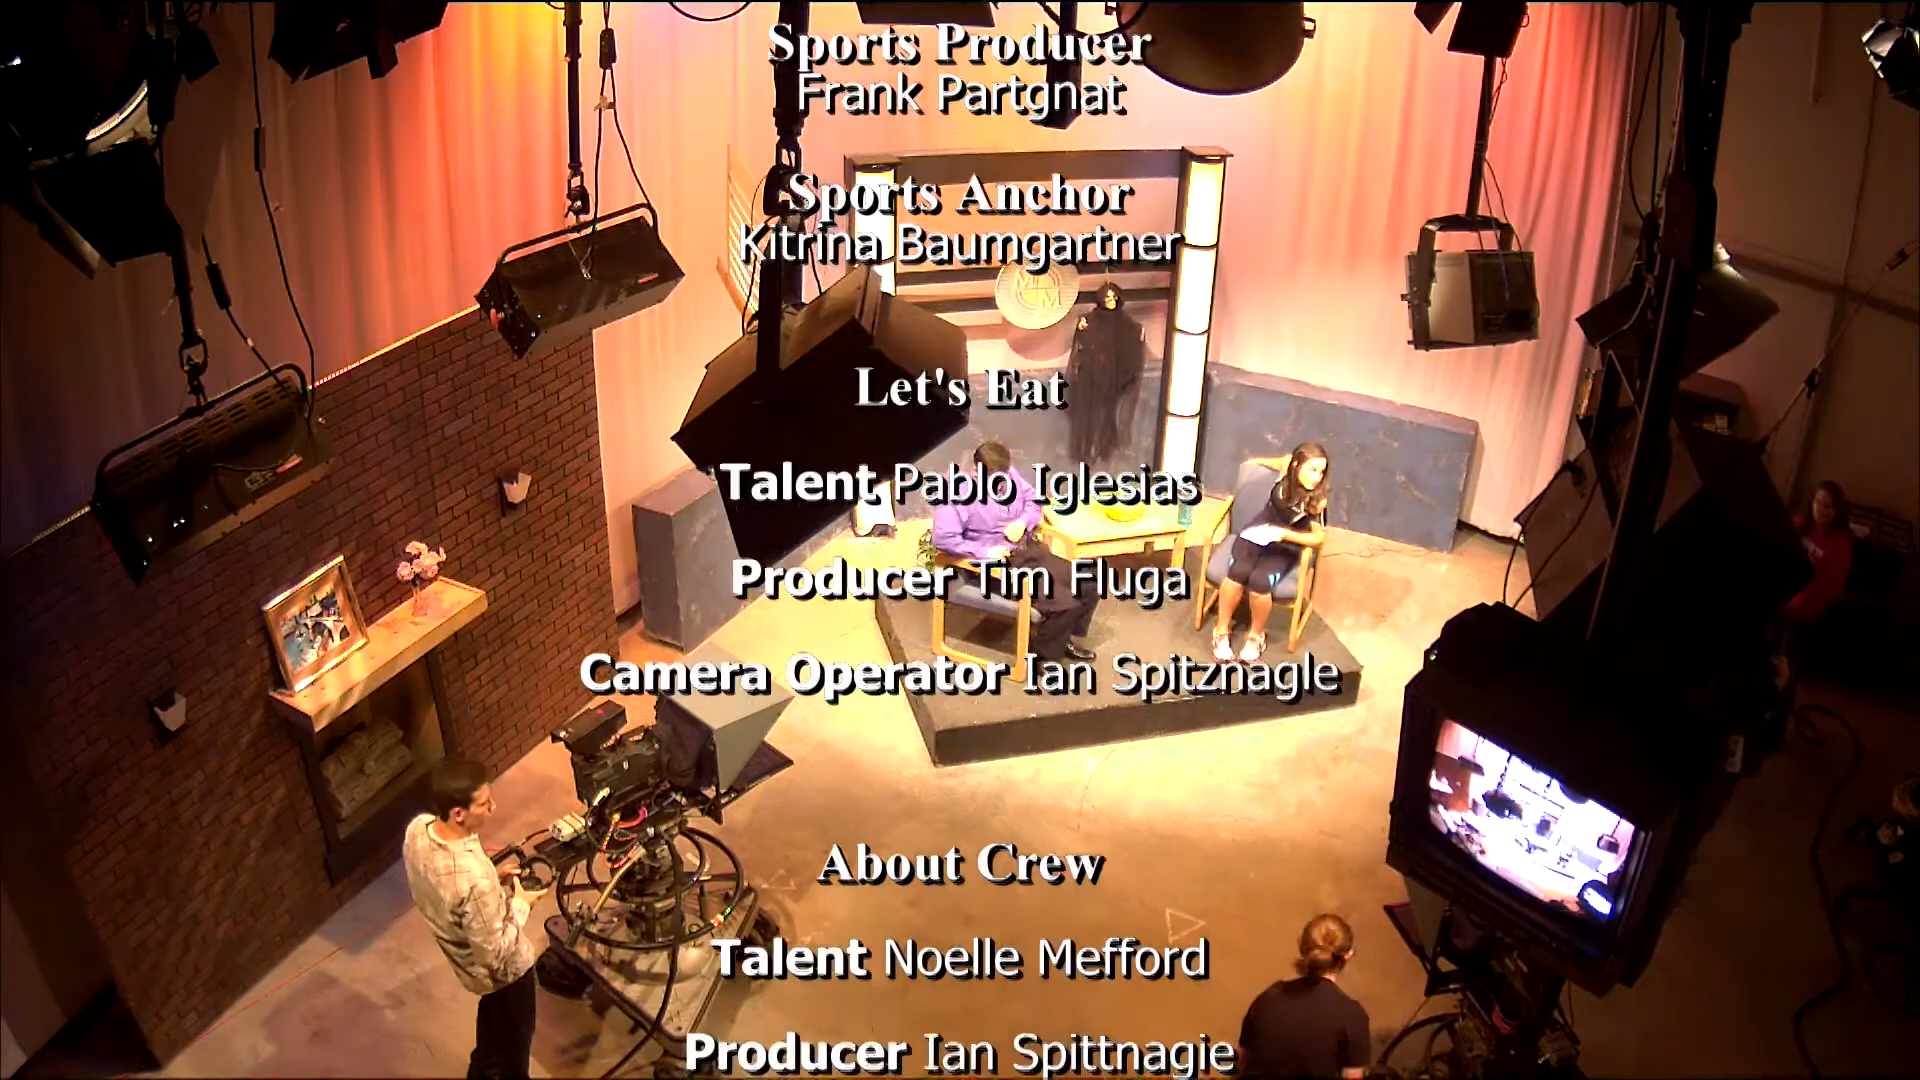 Sports Producer
Frank Partgnat
Sports Anchor
Kitrina Baumgartner
Let's Eat
Talent Pablo Iglesias
Producer Tim Fluga
Camera Operator Ian Spitznagle
About Crew
Talent Noelle Mefford
Producer Ian Spittnagie